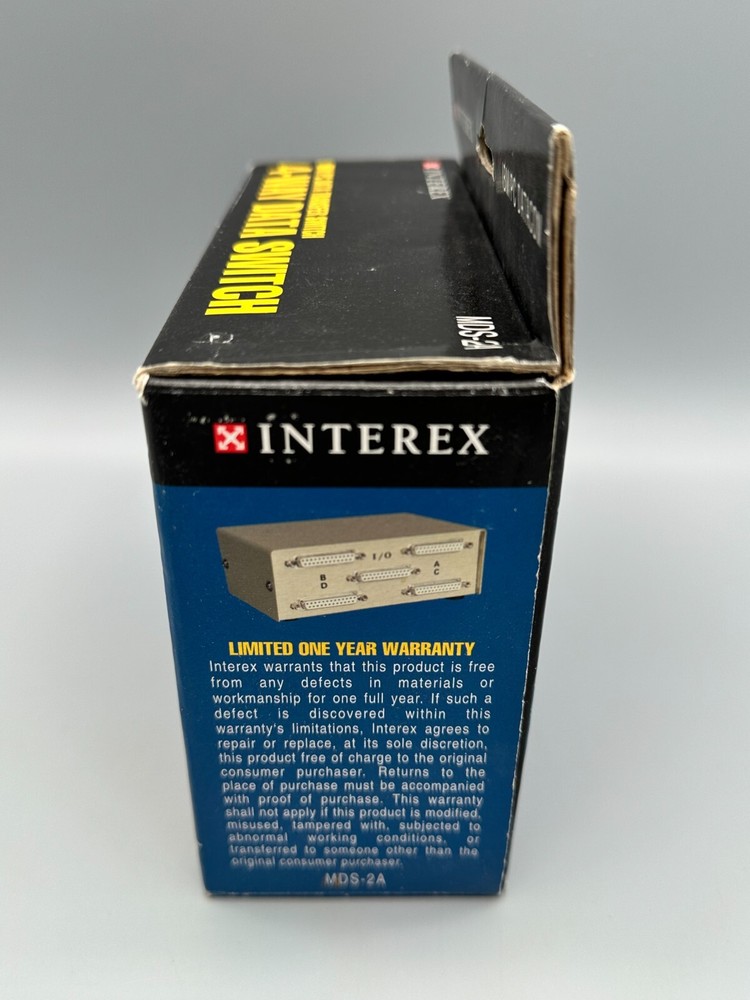 DATA SWITCH
INTEREX
MDS-2A
INTEREX
I/O
A
B
C
D
LIMITED ONE YEAR WARRANTY
Interex warrants that this product is free
from any defects in materials or
workmanship for one full year. If such a
defect is discovered within this
warranty's limitations, Interex agrees to
repair or replace, at its sole discretion,
this product free of charge to the original
consumer purchaser. Returns to the
place of purchase must be accompanied
with proof of purchase. This warranty
shall not apply if this product is modified,
misused, tampered with, subjected to
abnormal working conditions, or
transferred to someone other than the
original consumer purchaser.
MDS-2A